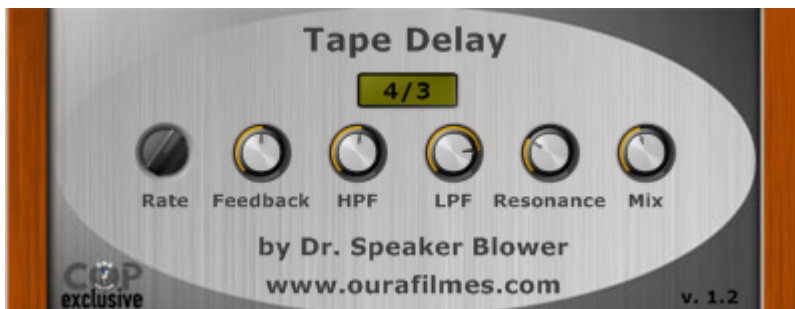 Tape Delay
4/3
Rate Feedback HPF LPF Resonance Mix
by Dr. Speaker Blower
www.ourafilmes.com
COP
exclusive
v. 1.2